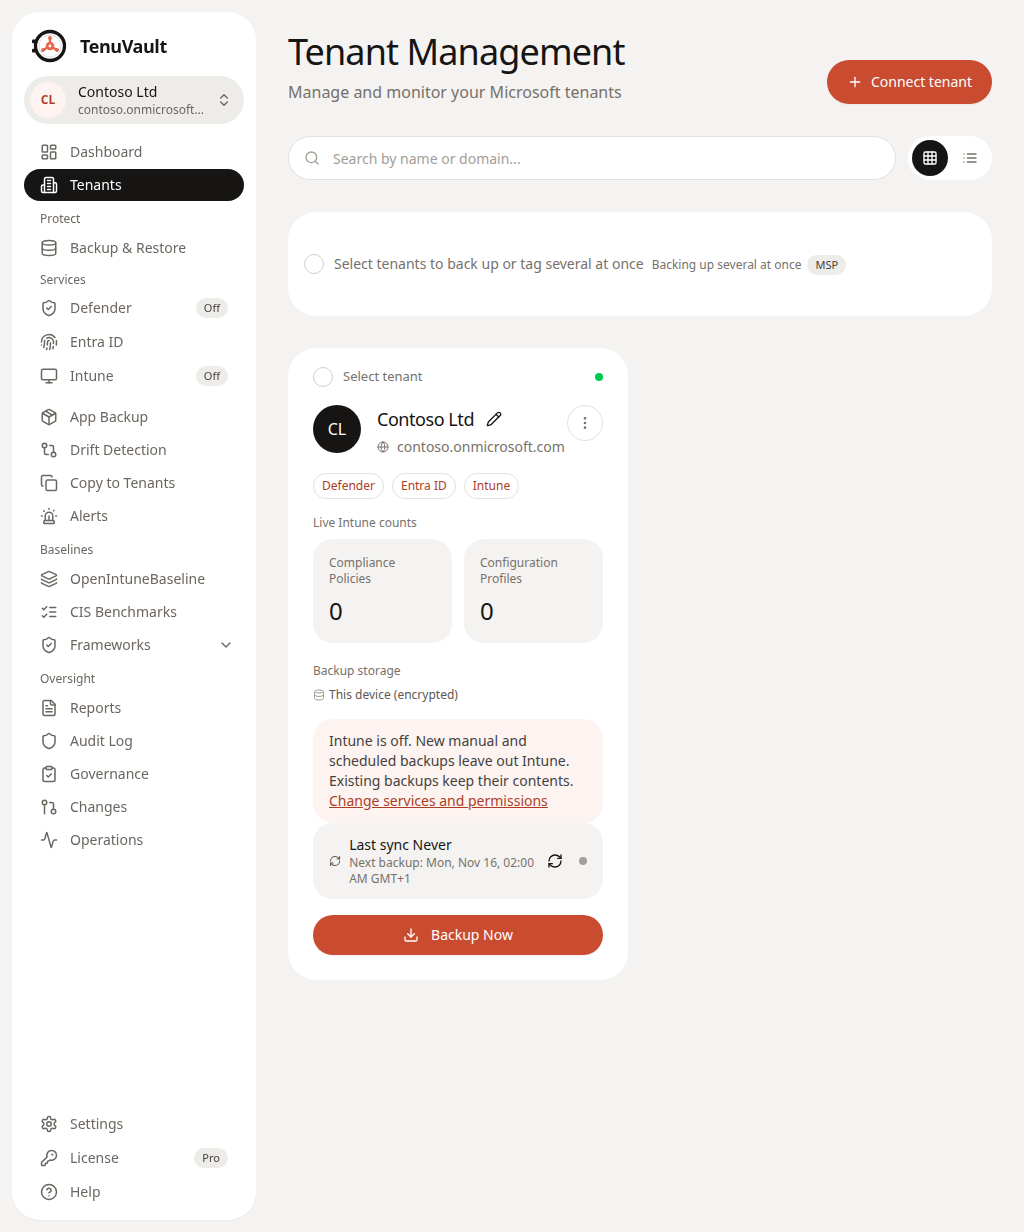 TenuVault
CL
Contoso Ltd
contoso.onmicrosoft...
Dashboard
Tenants
Protect
Backup & Restore
Services
Defender Off
Entra ID
Intune Off
App Backup
Drift Detection
Copy to Tenants
Alerts
Baselines
OpenIntuneBaseline
CIS Benchmarks
Frameworks
Oversight
Reports
Audit Log
Governance
Changes
Operations
Settings
License Pro
Help
Tenant Management
Manage and monitor your Microsoft tenants
Connect tenant
Search by name or domain...
Select tenants to back up or tag several at once Backing up several at once MSP
Select tenant
CL
Contoso Ltd
contoso.onmicrosoft.com
Defender Entra ID Intune
Live Intune counts
Compliance
Policies
0
Configuration
Profiles
0
Backup storage
This device (encrypted)
Intune is off. New manual and
scheduled backups leave out Intune.
Existing backups keep their contents.
Change services and permissions
Last sync Never
Next backup: Mon, Nov 16, 02:00
AM GMT+1
Backup Now